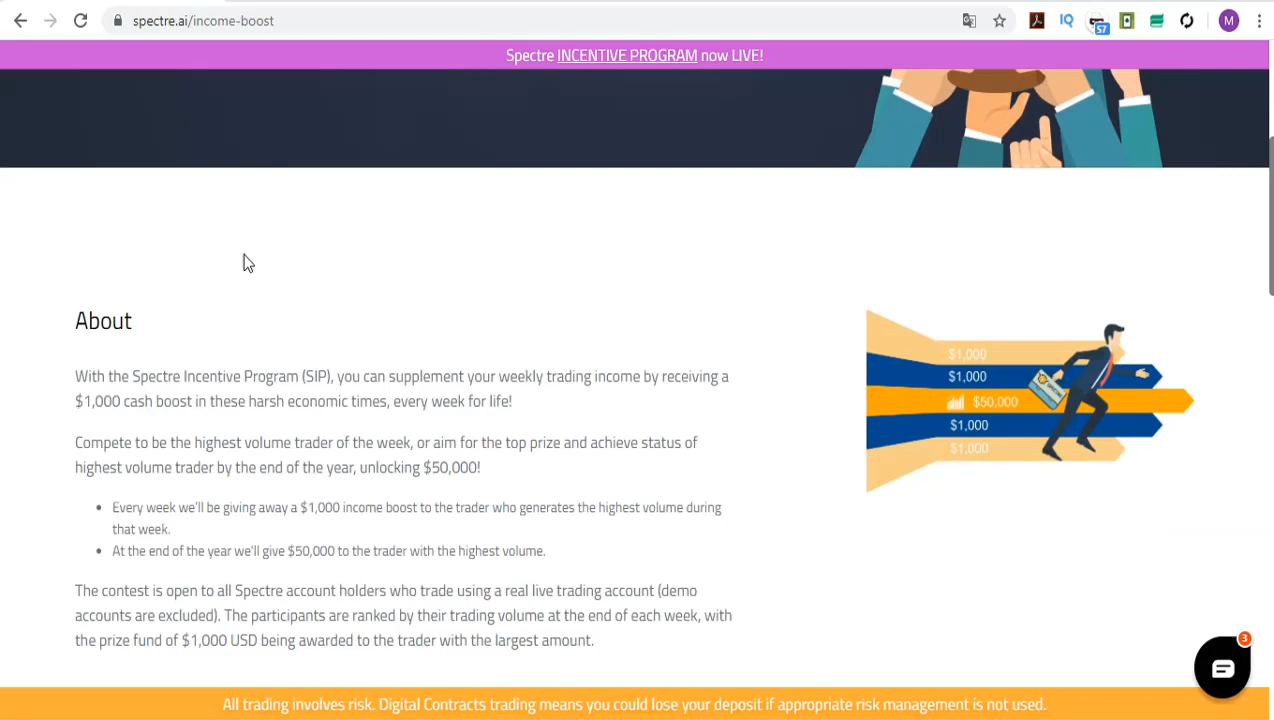 spectre.ai/income-boost
IQ
57
M
Spectre INCENTIVE PROGRAM now LIVE!
About
With the Spectre Incentive Program (SIP), you can supplement your weekly trading income by receiving a
$1,000 cash boost in these harsh economic times, every week for life!
Compete to be the highest volume trader of the week, or aim for the top prize and achieve status of
highest volume trader by the end of the year, unlocking $50,000!
• Every week we'll be giving away a $1,000 income boost to the trader who generates the highest volume during
that week.
• At the end of the year we'll give $50,000 to the trader with the highest volume.
The contest is open to all Spectre account holders who trade using a real live trading account (demo
accounts are excluded). The participants are ranked by their trading volume at the end of each week, with
the prize fund of $1,000 USD being awarded to the trader with the largest amount.
$1,000
$1,000
$50,000
$1,000
$1,000
3
All trading involves risk. Digital Contracts trading means you could lose your deposit if appropriate risk management is not used.